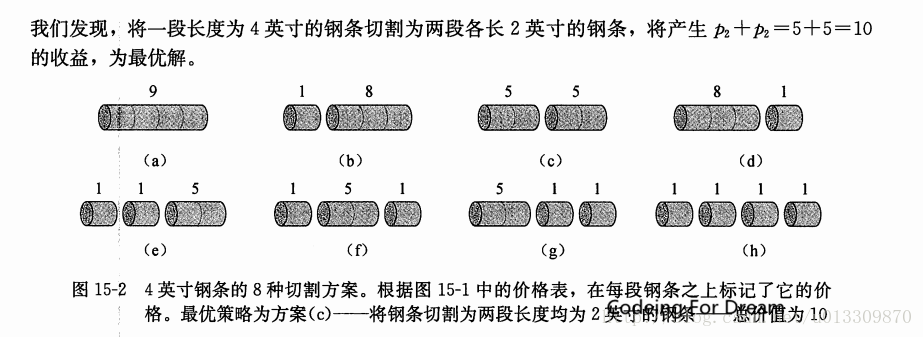 我们发现，将一段长度为 4 英寸的钢条切割为两段各长 2 英寸的钢条，将产生 p₂＋p₂＝5＋5＝10
的收益，为最优解。
9 1 8 5 5 8 1
(a) (b) (c) (d)
1 1 5 1 5 1 5 1 1 1 1 1 1
(e) (f) (g) (h)
图 15-2 4 英寸钢条的 8 种切割方案。根据图 15-1 中的价格表，在每段钢条之上标记了它的价
格。最优策略为方案(c)——将钢条切割为两段长度均为 2 英寸的钢条——总价值为 10
Codeing For Dream
013309870